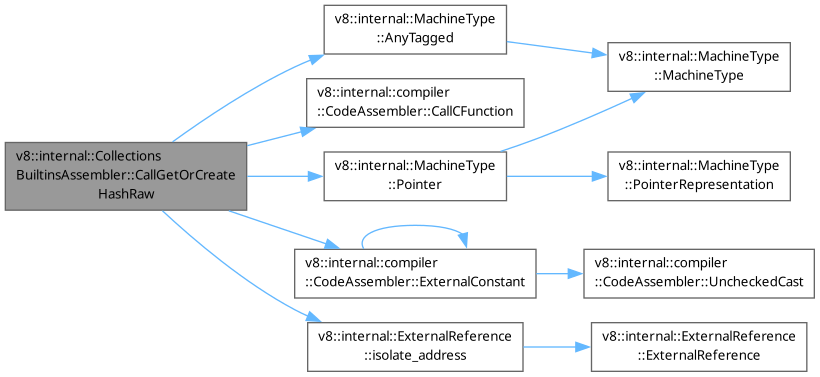 v8::internal::MachineType
::AnyTagged
v8::internal::MachineType
::MachineType
v8::internal::compiler
::CodeAssembler::CallCFunction
v8::internal::Collections
BuiltinsAssembler::CallGetOrCreate
HashRaw
v8::internal::MachineType
::Pointer
v8::internal::MachineType
::PointerRepresentation
v8::internal::compiler
::CodeAssembler::ExternalConstant
v8::internal::compiler
::CodeAssembler::UncheckedCast
v8::internal::ExternalReference
::isolate_address
v8::internal::ExternalReference
::ExternalReference